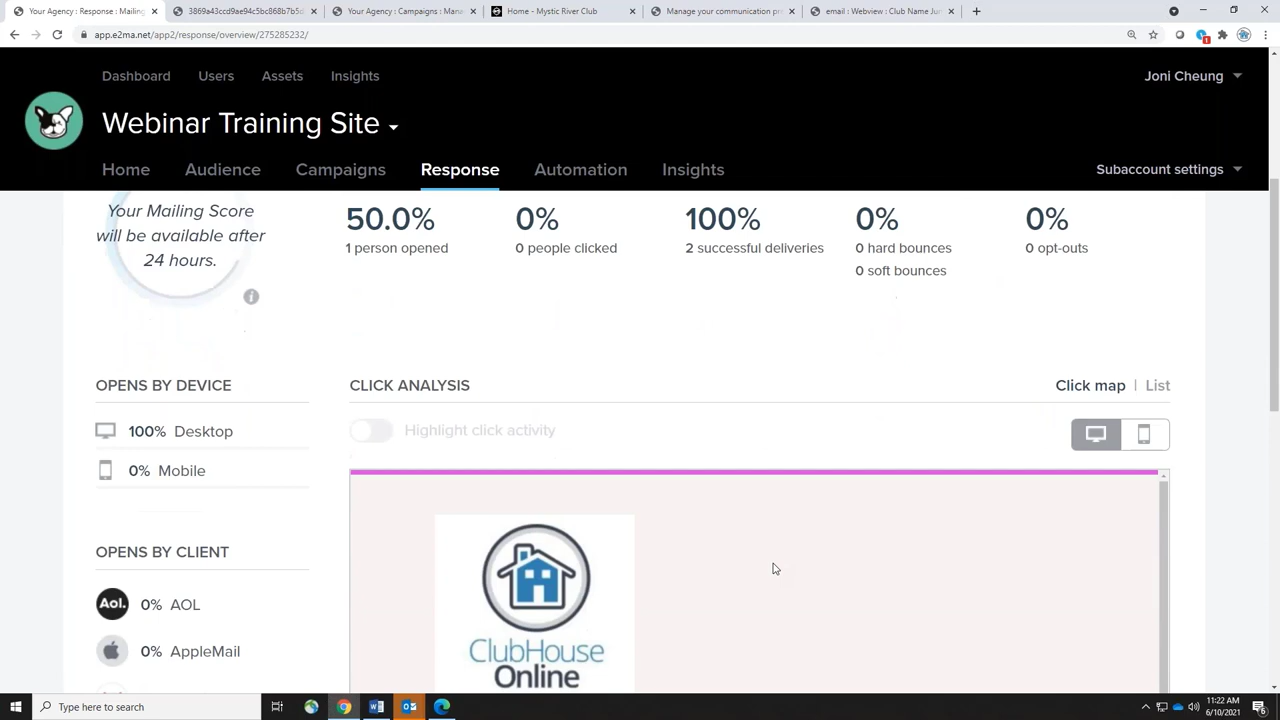 Your Agency : Response : Mailing
3869a43ccd9ae94c5bc868b7b5d
Your Agency : Campaigns : Mana
Home - Mystic River Club
Manage your communication pr
email : Webview : Club Name Jun
app.e2ma.net/app2/response/overview/275285232/
1
Dashboard Users Assets Insights Joni Cheung
Webinar Training Site
Home Audience Campaigns Response Automation Insights Subaccount settings
Your Mailing Score
will be available after
24 hours.
50.0%
1 person opened
0%
0 people clicked
100%
2 successful deliveries
0%
0 hard bounces
0 soft bounces
0%
0 opt-outs
OPENS BY DEVICE
100% Desktop
0% Mobile
OPENS BY CLIENT
Aol. 0% AOL
0% AppleMail
CLICK ANALYSIS
Click map | List
Highlight click activity
ClubHouse
Online
Type here to search
11:22 AM
6/10/2021
6